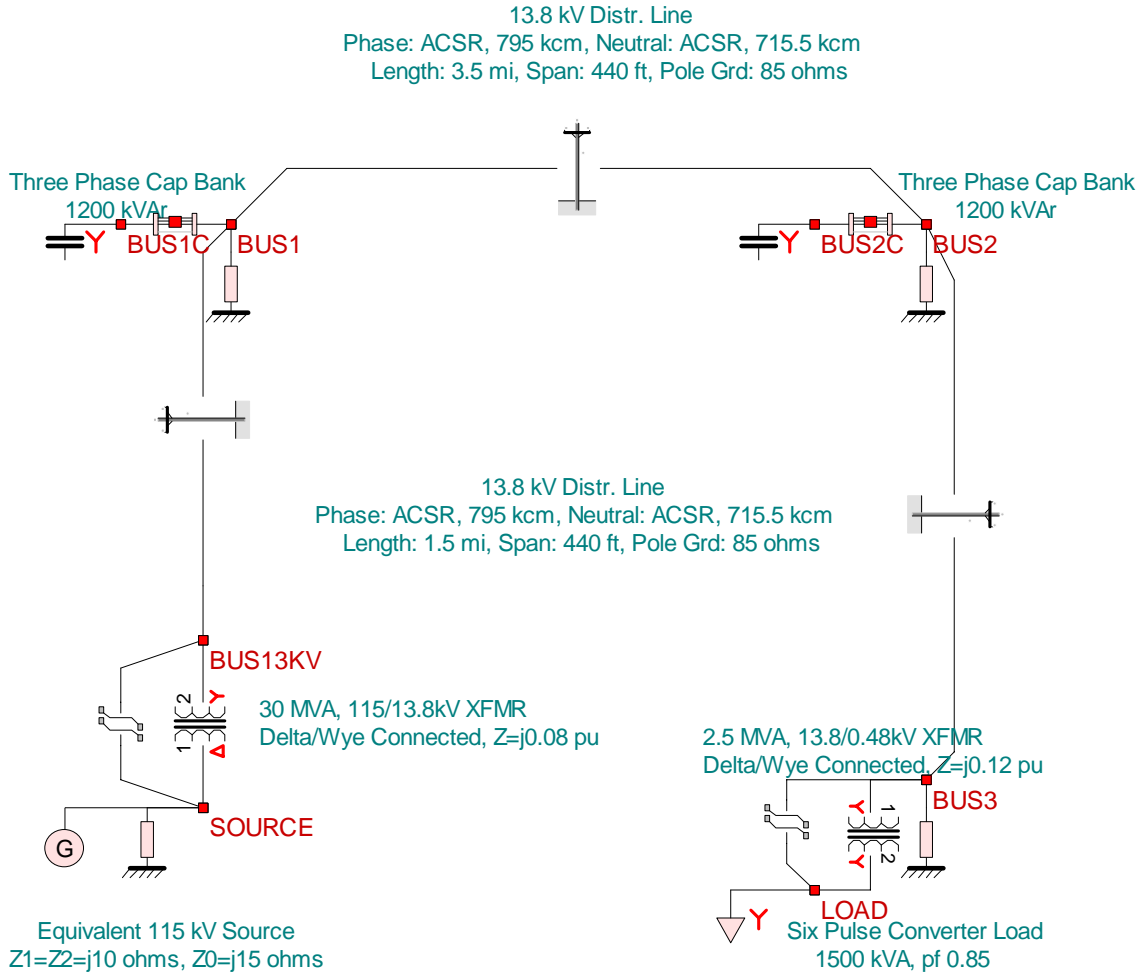 13.8 kV Distr. Line
Phase: ACSR, 795 kcm, Neutral: ACSR, 715.5 kcm
Length: 3.5 mi, Span: 440 ft, Pole Grd: 85 ohms
Three Phase Cap Bank
1200 kVAr
Y
BUS1C
BUS1
Three Phase Cap Bank
1200 kVAr
Y
BUS2C
BUS2
13.8 kV Distr. Line
Phase: ACSR, 795 kcm, Neutral: ACSR, 715.5 kcm
Length: 1.5 mi, Span: 440 ft, Pole Grd: 85 ohms
BUS13KV
2
Y
1
Δ
30 MVA, 115/13.8kV XFMR
Delta/Wye Connected, Z=j0.08 pu
SOURCE
G
Equivalent 115 kV Source
Z1=Z2=j10 ohms, Z0=j15 ohms
2.5 MVA, 13.8/0.48kV XFMR
Delta/Wye Connected, Z=j0.12 pu
BUS3
Y
1
Y
2
LOAD
Y
Six Pulse Converter Load
1500 kVA, pf 0.85